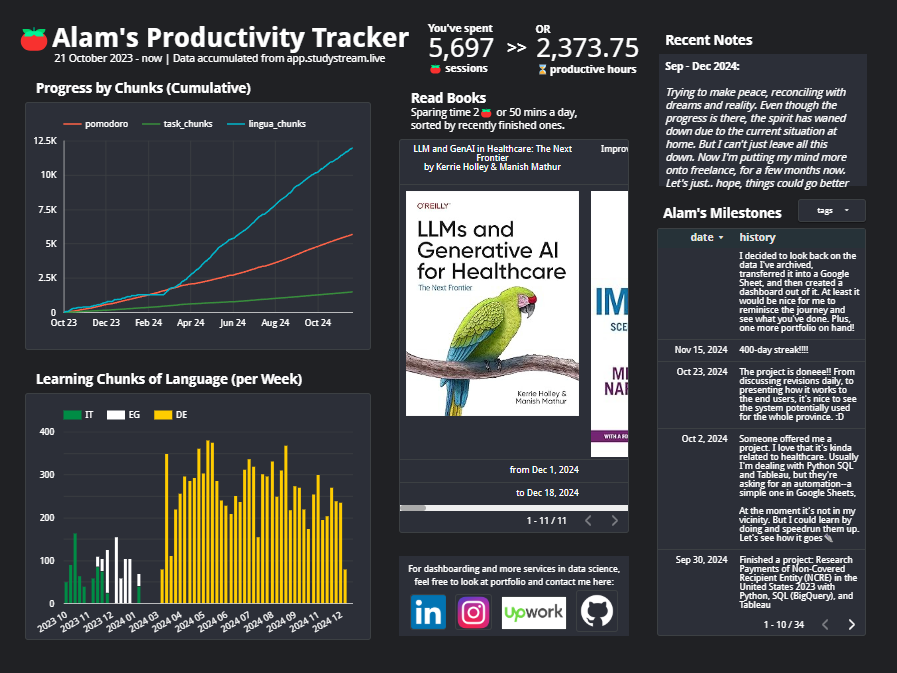 Alam's Productivity Tracker
21 October 2023 - now | Data accumulated from app.studystream.live
You've spent
5,697
sessions
>>
OR
2,373.75
productive hours
Progress by Chunks (Cumulative)
pomodoro
task_chunks
lingua_chunks
12.5K
10K
7.5K
5K
2.5K
0
Oct 23
Dec 23
Feb 24
Apr 24
Jun 24
Aug 24
Oct 24
Learning Chunks of Language (per Week)
IT
EG
DE
400
300
200
100
0
2023 10
2023 11
2023 12
2024 01
2024 03
2024 04
2024 05
2024 06
2024 07
2024 08
2024 09
2024 11
2024 12
Read Books
Sparing time 2 or 50 mins a day,
sorted by recently finished ones.
LLM and GenAI in Healthcare: The Next
Frontier
by Kerrie Holley & Manish Mathur
Improv
O'REILLY
LLMs and
Generative AI
for Healthcare
The Next Frontier
Kerrie Holley &
Manish Mathur
IM
SCE
MI
NAR
WITH A FO
from Dec 1, 2024
to Dec 18, 2024
1 - 11 / 11
For dashboarding and more services in data science,
feel free to look at portfolio and contact me here:
in
upwork
Recent Notes
Sep - Dec 2024:
Trying to make peace, reconciling with
dreams and reality. Even though the
progress is there, the spirit has waned
down due to the current situation at
home. But I can't just leave all this
down. Now I'm putting my mind more
onto freelance, for a few months now.
Let's just.. hope, things could go better
Alam's Milestones
tags
date
history
I decided to look back on the
data I've archived,
transferred it into a Google
Sheet, and then created a
dashboard out of it. At least it
would be nice for me to
reminisce the journey and
see what you've done. Plus,
one more portfolio on hand!
Nov 15, 2024
400-day streak!!!!
Oct 23, 2024
The project is doneee!! From
discussing revisions daily, to
presenting how it works to
the end users, it's nice to see
the system potentially used
for the whole province. :D
Oct 2, 2024
Someone offered me a
project. I love that it's kinda
related to healthcare. Usually
I'm dealing with Python SQL
and Tableau, but they're
asking for an automation--a
simple one in Google Sheets,
At the moment it's not in my
vicinity. But I could learn by
doing and speedrun them up.
Let's see how it goes
Sep 30, 2024
Finished a project: Research
Payments of Non-Covered
Recipient Entity (NCRE) in the
United States 2023 with
Python, SQL (BigQuery), and
Tableau
1 - 10 / 34